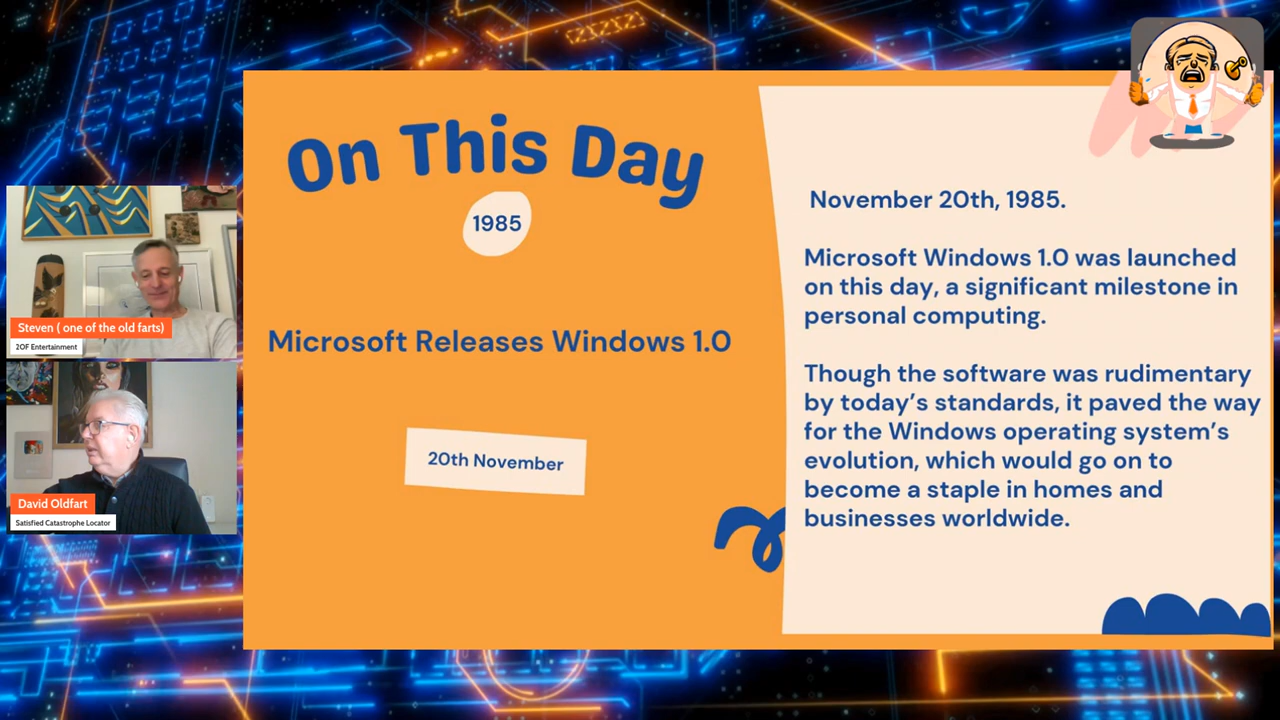 On This Day
1985
Microsoft Releases Windows 1.0
20th November
November 20th, 1985.
Microsoft Windows 1.0 was launched
on this day, a significant milestone in
personal computing.
Though the software was rudimentary
by today's standards, it paved the way
for the Windows operating system's
evolution, which would go on to
become a staple in homes and
businesses worldwide.
Steven ( one of the old farts)
2OF Entertainment
David Oldfart
Satisfied Catastrophe Locator